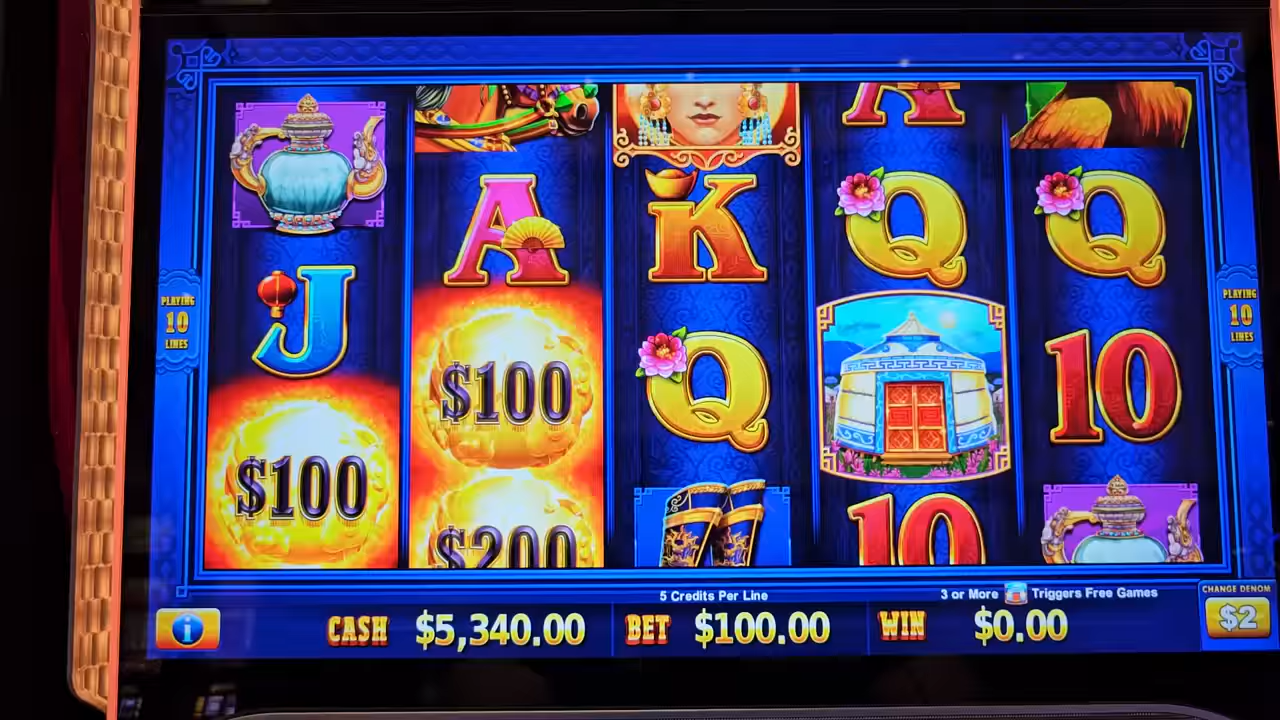 A
A
K
Q
Q
J
PLAYING
10
LINES
PLAYING
10
LINES
$100
Q
10
$100
$200
10
5 Credits Per Line
3 or More Triggers Free Games
CHANGE DENOM
$2
i
CASH $5,340.00 BET $100.00 WIN $0.00